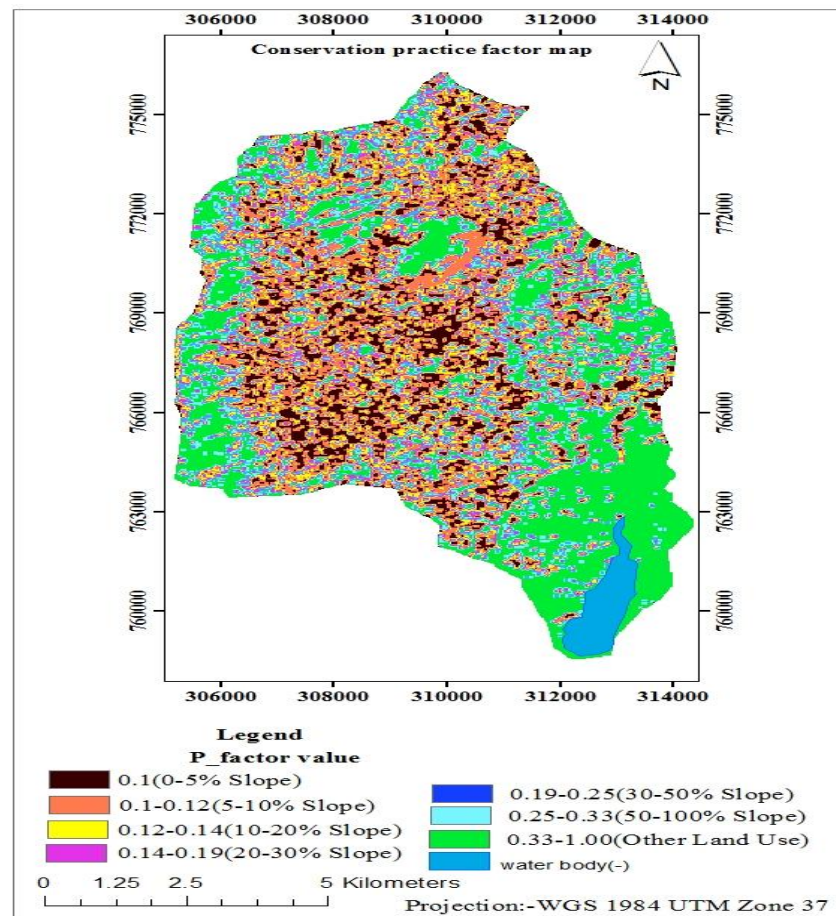 306000 308000 310000 312000 314000
Conservation practice factor map
N
775000 775000
772000 772000
769000 769000
766000 766000
763000 763000
760000 760000
306000 308000 310000 312000 314000
Legend
P_factor value
0.1(0-5% Slope)
0.1-0.12(5-10% Slope)
0.12-0.14(10-20% Slope)
0.14-0.19(20-30% Slope)
0.19-0.25(30-50% Slope)
0.25-0.33(50-100% Slope)
0.33-1.00(Other Land Use)
water body(-)
0 1.25 2.5 5 Kilometers
Projection:-WGS 1984 UTM Zone 37